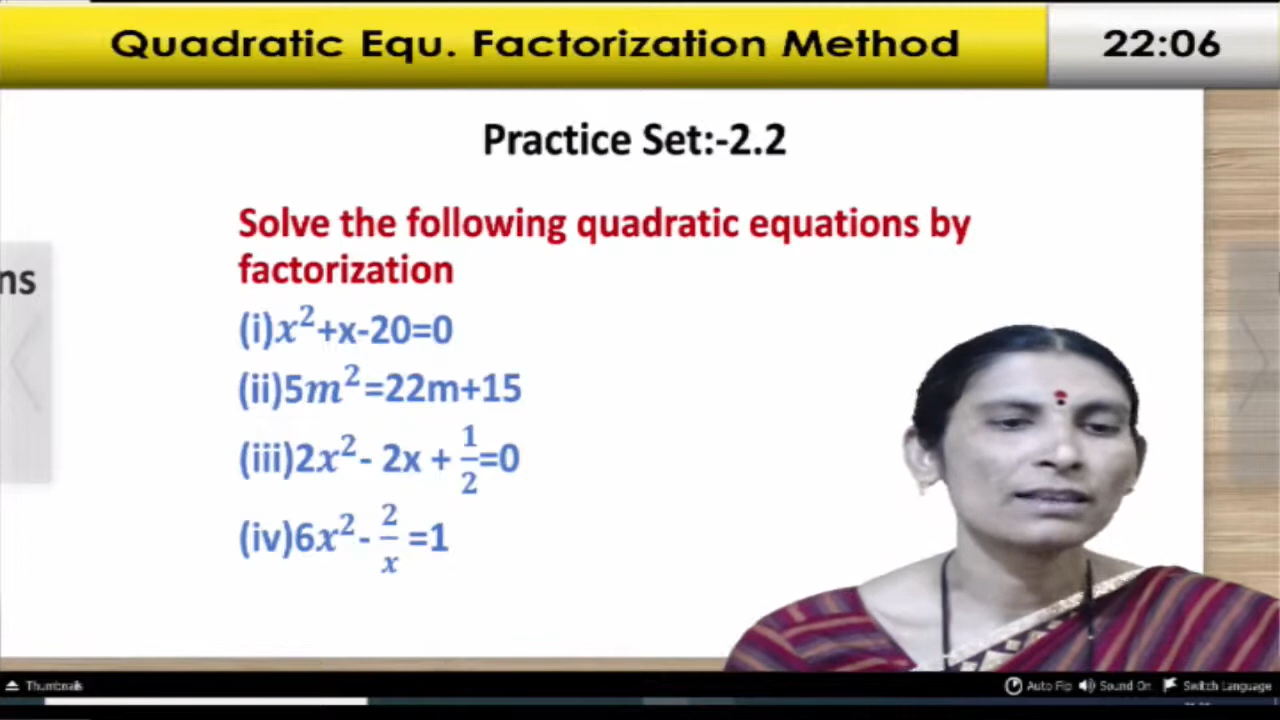 Quadratic Equ. Factorization Method
22:06
Practice Set:-2.2
Solve the following quadratic equations by
factorization
ns
(i)x²+x-20=0
(ii)5m²=22m+15
(iii)2x²- 2x + 1/2=0
(iv)6x²- 2/x =1
Thumbnails
Auto Flip
Sound On
Switch Language